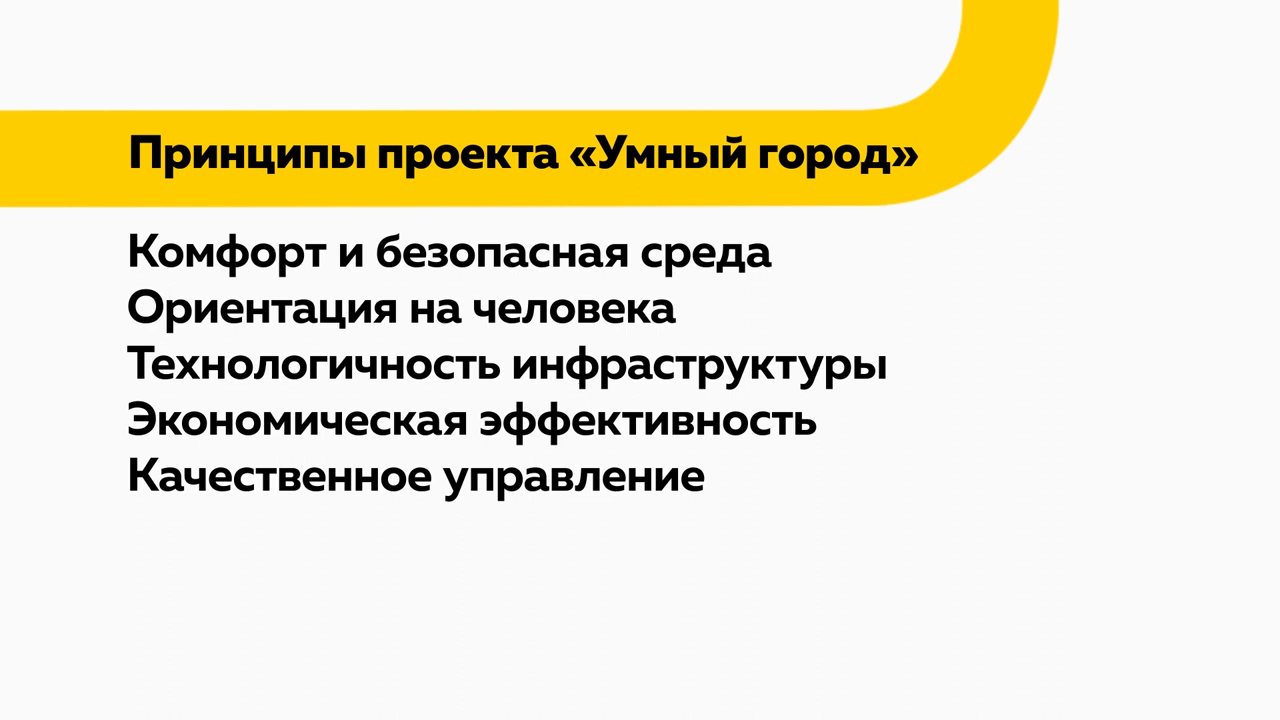 Принципы проекта «Умный город»
Комфорт и безопасная среда
Ориентация на человека
Технологичность инфраструктуры
Экономическая эффективность
Качественное управление